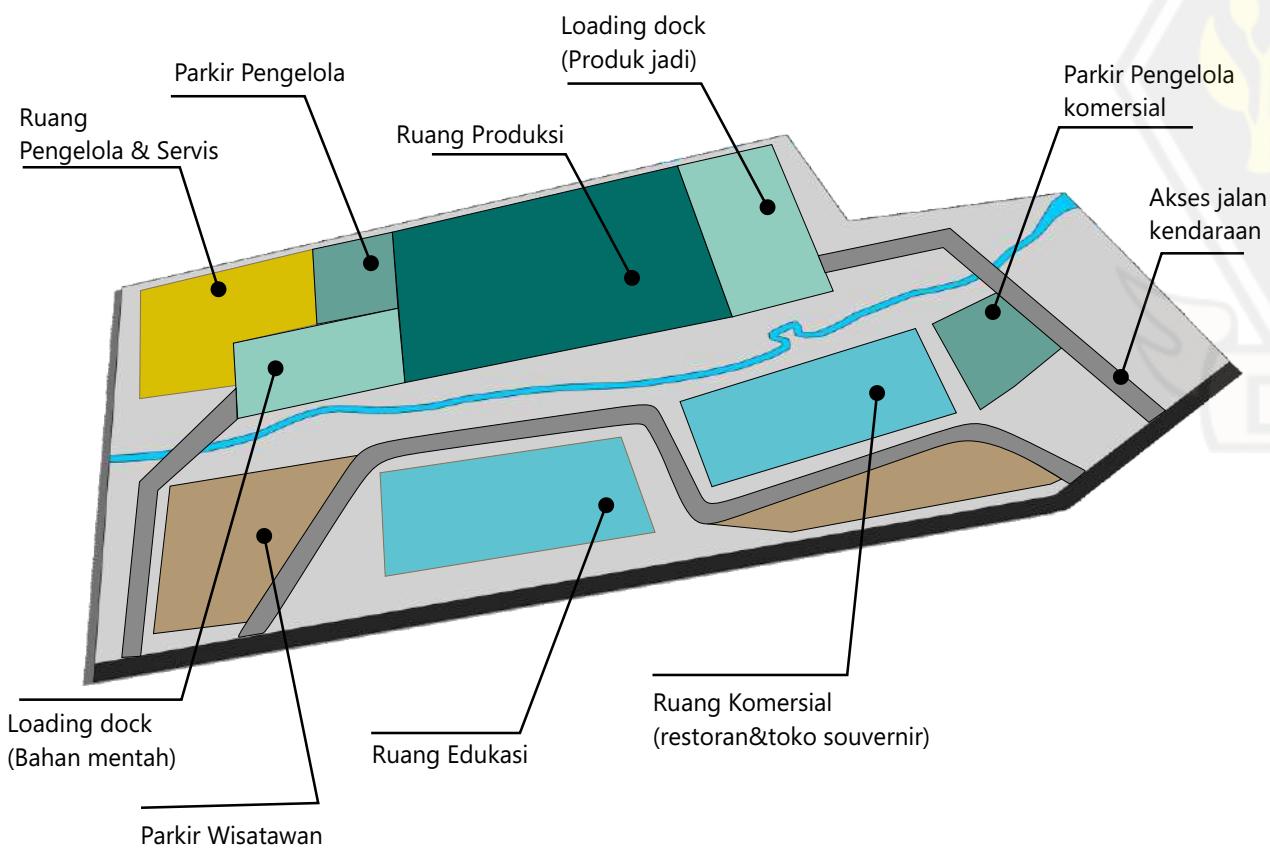 Loading dock
(Produk jadi)
Parkir Pengelola
Parkir Pengelola
komersial
Ruang
Pengelola & Servis
Ruang Produksi
Akses jalan
kendaraan
Loading dock
(Bahan mentah)
Ruang Edukasi
Ruang Komersial
(restoran&toko souvernir)
Parkir Wisatawan